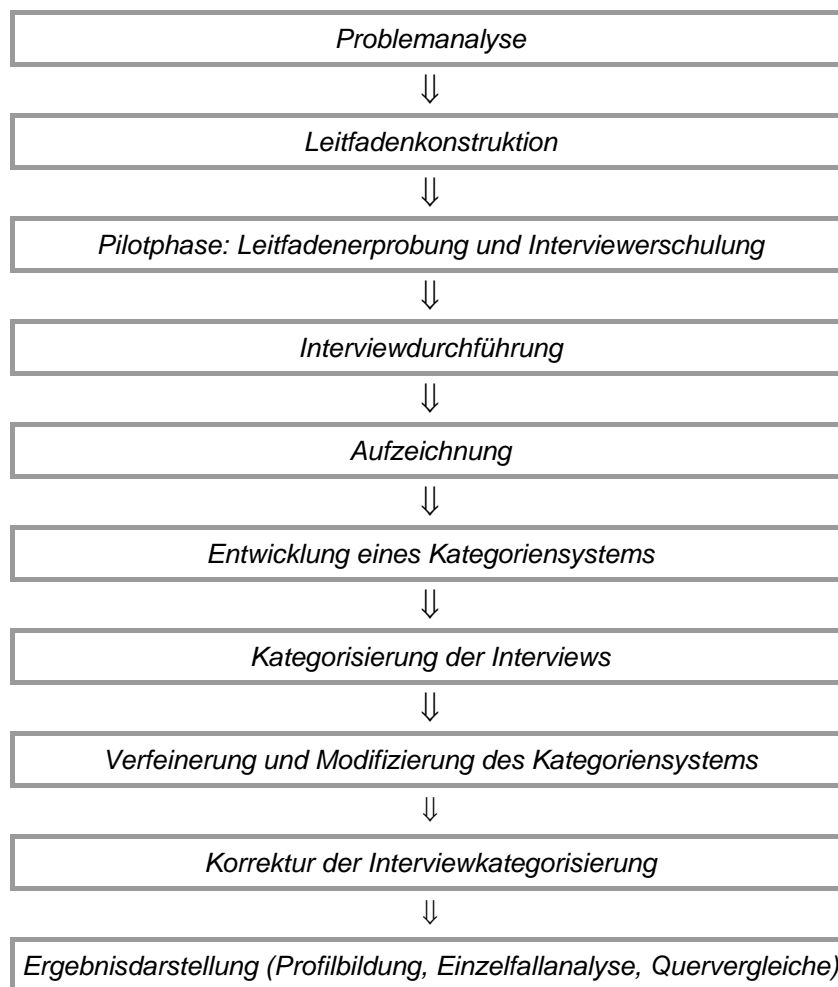 Problemanalyse
⇓
Leitfadenkonstruktion
⇓
Pilotphase: Leitfadenerprobung und Interviewerschulung
⇓
Interviewdurchführung
⇓
Aufzeichnung
⇓
Entwicklung eines Kategoriensystems
⇓
Kategorisierung der Interviews
⇓
Verfeinerung und Modifizierung des Kategoriensystems
⇓
Korrektur der Interviewkategorisierung
⇓
Ergebnisdarstellung (Profilbildung, Einzelfallanalyse, Quervergleiche)